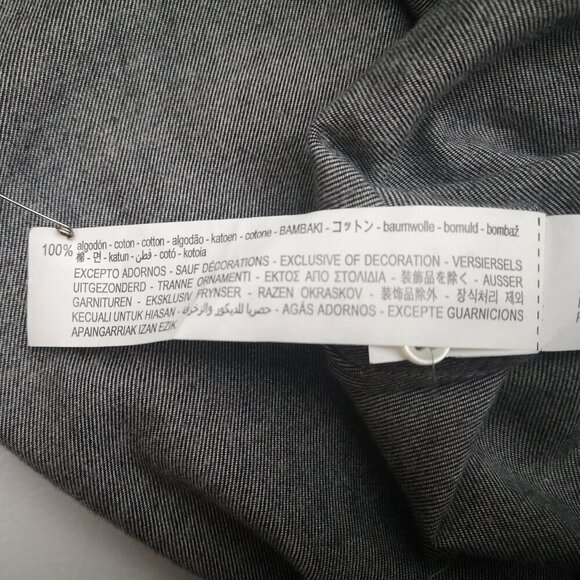 100% algodón - coton - cotton - algodão - katoen - cotone - BAMBAKI - コットン - baumwolle - bomuld - bombaž
棉 - 면 - katun - قطن - cotó - kotoia
EXCEPTO ADORNOS - SAUF DÉCORATIONS - EXCLUSIVE OF DECORATION - VERSIERSELS
UITGEZONDERD - TRANNE ORNAMENTI - ΕΚΤΟΣ ΑΠΟ ΣΤΟΛΙΔΙΑ - 装飾品を除く - AUSSER
GARNITUREN - EKSKLUSIV FRYNSER - RAZEN OKRASKOV - 装饰品除外 - 장식처리 제외
KECUALI UNTUK HIASAN - حصريا للديكور والزخرفة - AGÁS ADORNOS - EXCEPTE GUARNICIONS
APAINGARRIAK IZAN EZIK